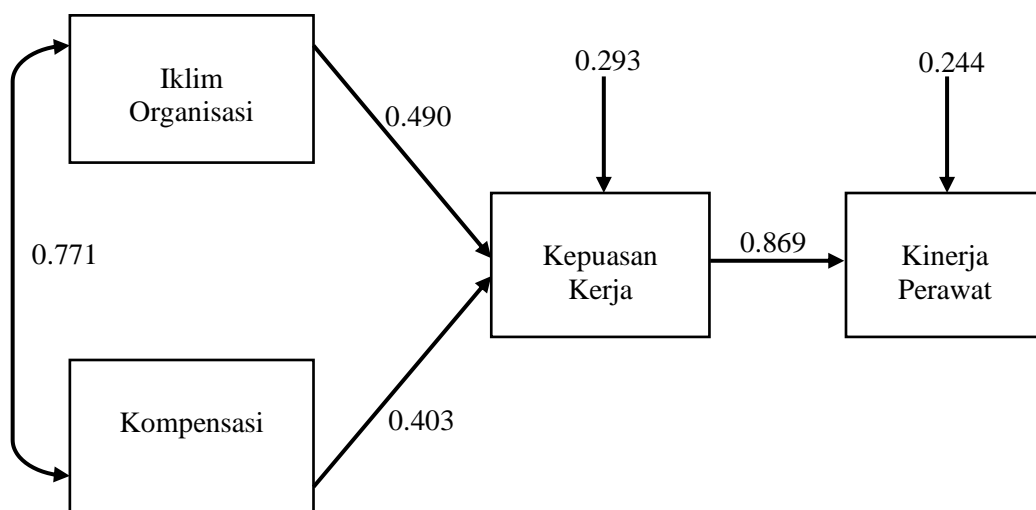 Iklim
Organisasi
0.490
0.293
0.244
0.771
Kepuasan
Kerja
0.869
Kinerja
Perawat
Kompensasi
0.403